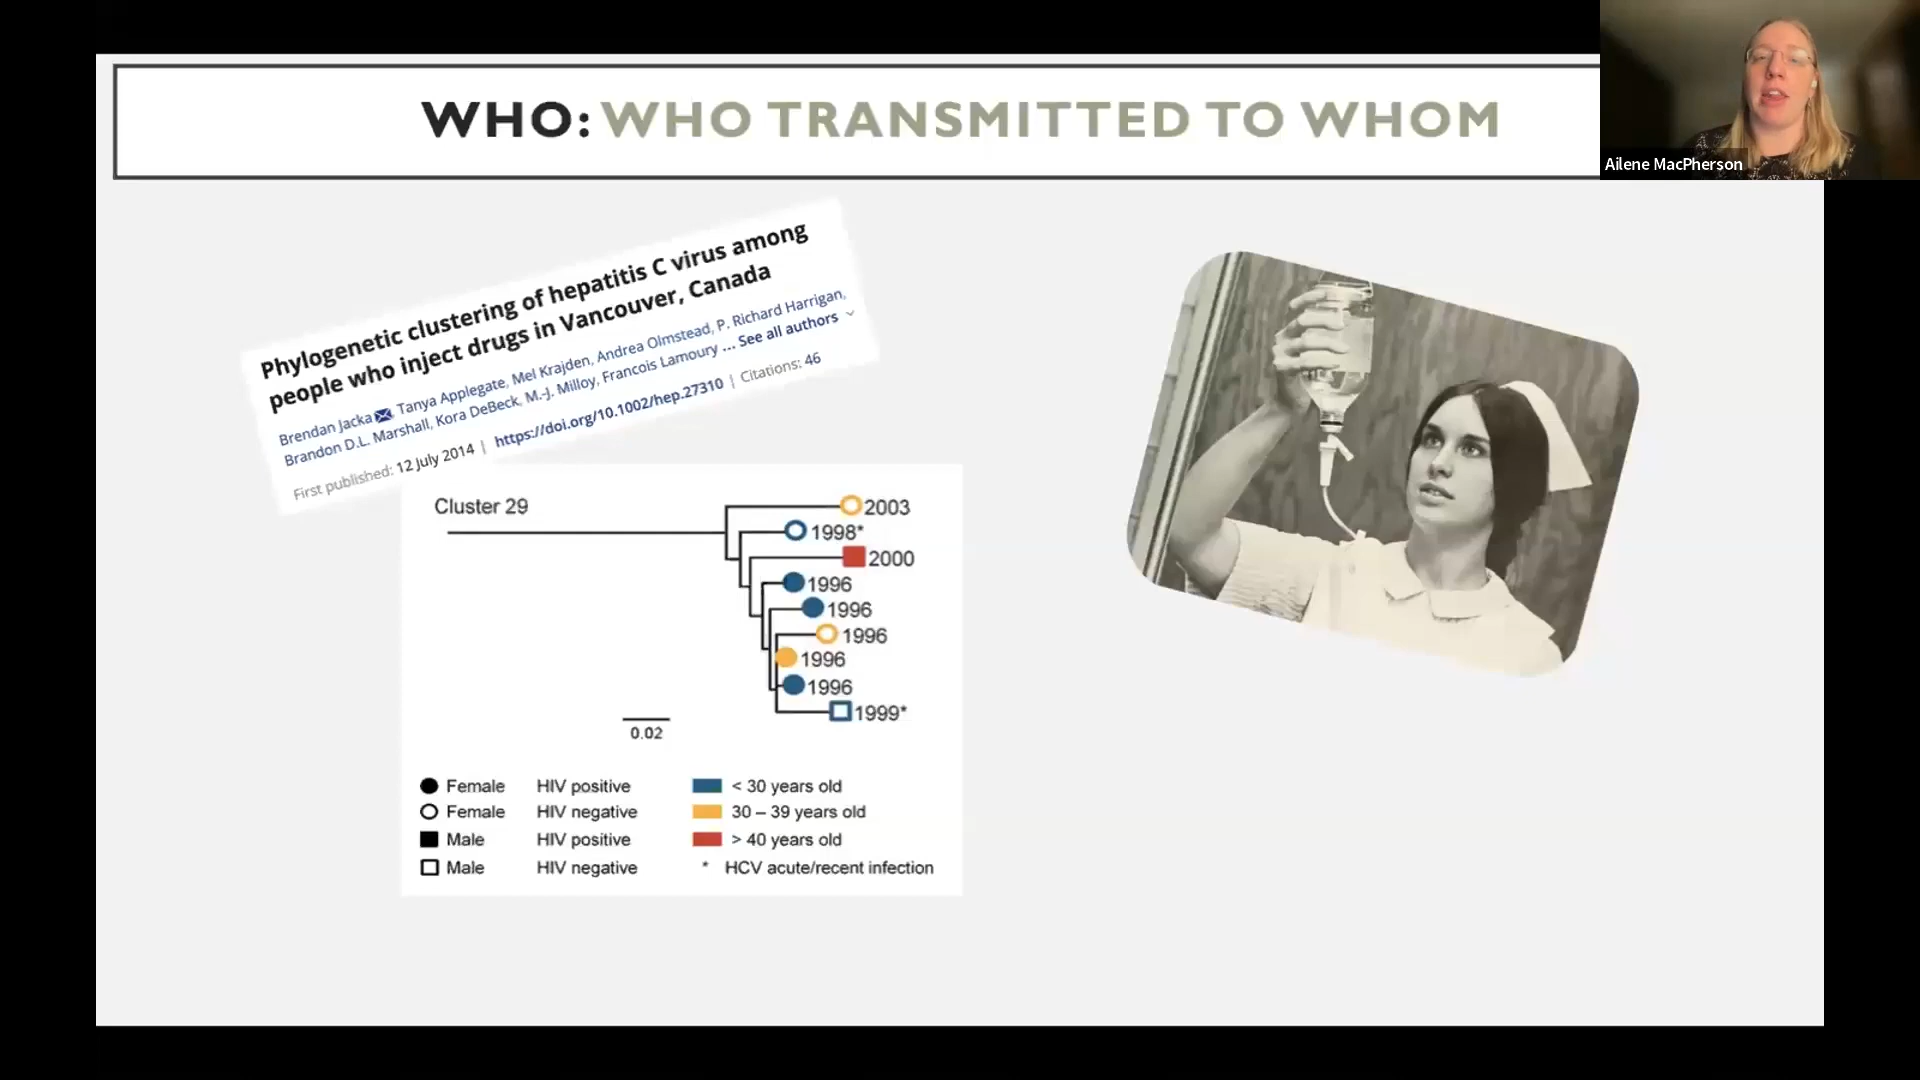 WHO: WHO TRANSMITTED TO WHOM
Ailene MacPherson
Phylogenetic clustering of hepatitis C virus among
people who inject drugs in Vancouver, Canada
Brendan Jacka, Tanya Applegate, Mel Krajden, Andrea Olmstead, P. Richard Harrigan,
Brandon D.L. Marshall, Kora DeBeck, M.-J. Milloy, Francois Lamoury ... See all authors
First published: 12 July 2014 | https://doi.org/10.1002/hep.27310 | Citations: 46
Cluster 29
2003
1998*
2000
1996
1996
1996
1996
1996
1999*
0.02
Female HIV positive < 30 years old
Female HIV negative 30 – 39 years old
Male HIV positive > 40 years old
Male HIV negative * HCV acute/recent infection